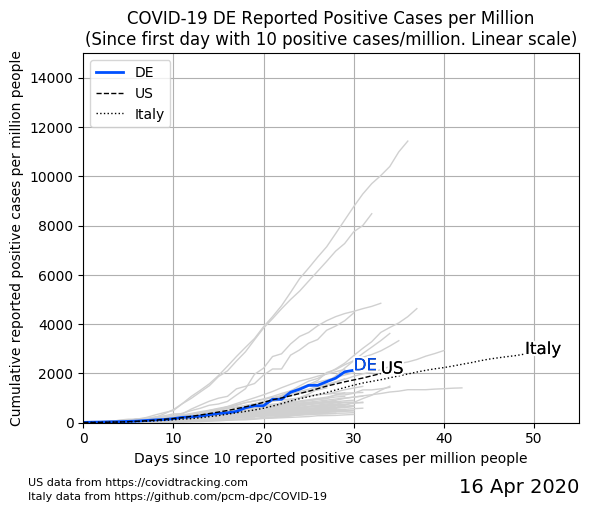 COVID-19 DE Reported Positive Cases per Million
(Since first day with 10 positive cases/million. Linear scale)
Cumulative reported positive cases per million people
14000
12000
10000
8000
6000
4000
2000
0
DE
US
Italy
DE
US
Italy
0 10 20 30 40 50
Days since 10 reported positive cases per million people
US data from https://covidtracking.com
Italy data from https://github.com/pcm-dpc/COVID-19
16 Apr 2020